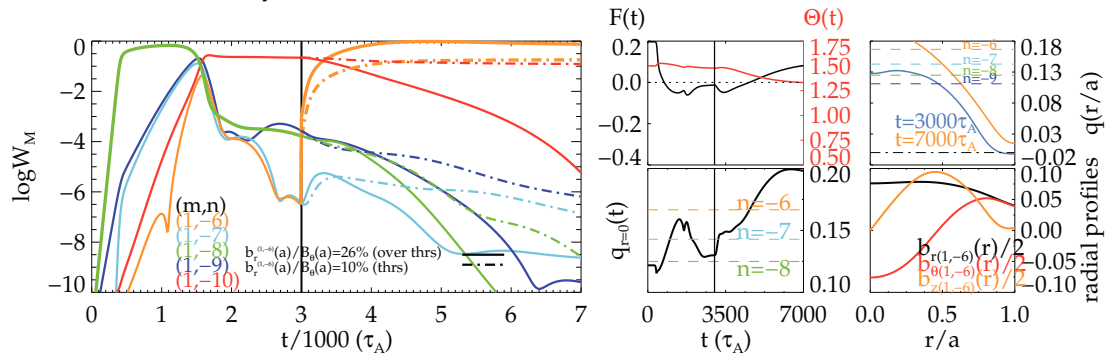 logW_M
0
−2
−4
−6
−8
−10
(m,n)
(1,−6)
(1,−7)
(1,−8)
(1,−9)
(1,−10)
b_r^(1,−6)(a)/B_θ(a)=26% (over thrs)
b_r^(1,−6)(a)/B_θ(a)=10% (thrs)
0 1 2 3 4 5 6 7
t/1000 (τ_A)
F(t) Θ(t)
0.2
0.0
−0.2
−0.4
1.75
1.50
1.25
1.00
0.75
0.50
q_r=0(t)
0.20
0.15
0.10
n=−6
n=−7
n=−8
0 3500 7000
t (τ_A)
n=−6
n=−7
n=−8
n=−9
t=3000τ_A
t=7000τ_A
0.18
0.13
0.08
0.03
−0.02
q(r/a)
b_r(1,−6)(r)/2
b_θ(1,−6)(r)/2
b_z(1,−6)(r)/2
0.10
0.05
0.00
−0.05
−0.10
radial profiles
0.0 0.5 1.0
r/a